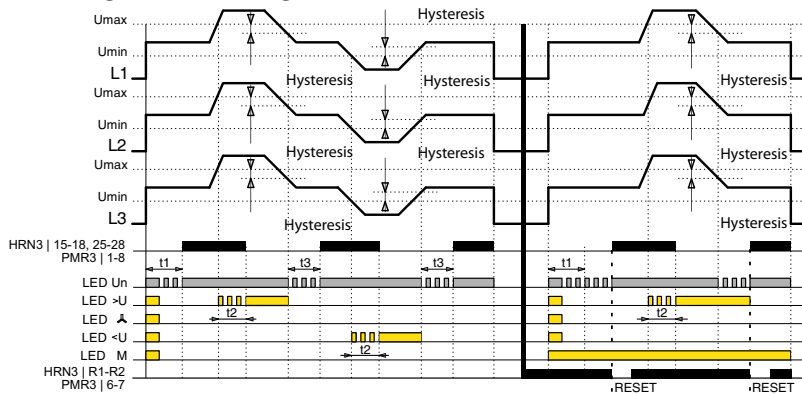 Umax
Hysteresis
Umin
L1
Umax
Hysteresis
Hysteresis
Hysteresis
Umin
L2
Umax
Hysteresis
Hysteresis
Hysteresis
Umin
L3
Hysteresis
Hysteresis
HRN3 | 15-18, 25-28
PMR3 | 1-8
t1
t3
t3
t1
LED Un
LED >U
t2
t2
LED
LED <U
t2
LED M
HRN3 | R1-R2
PMR3 | 6-7
RESET
RESET